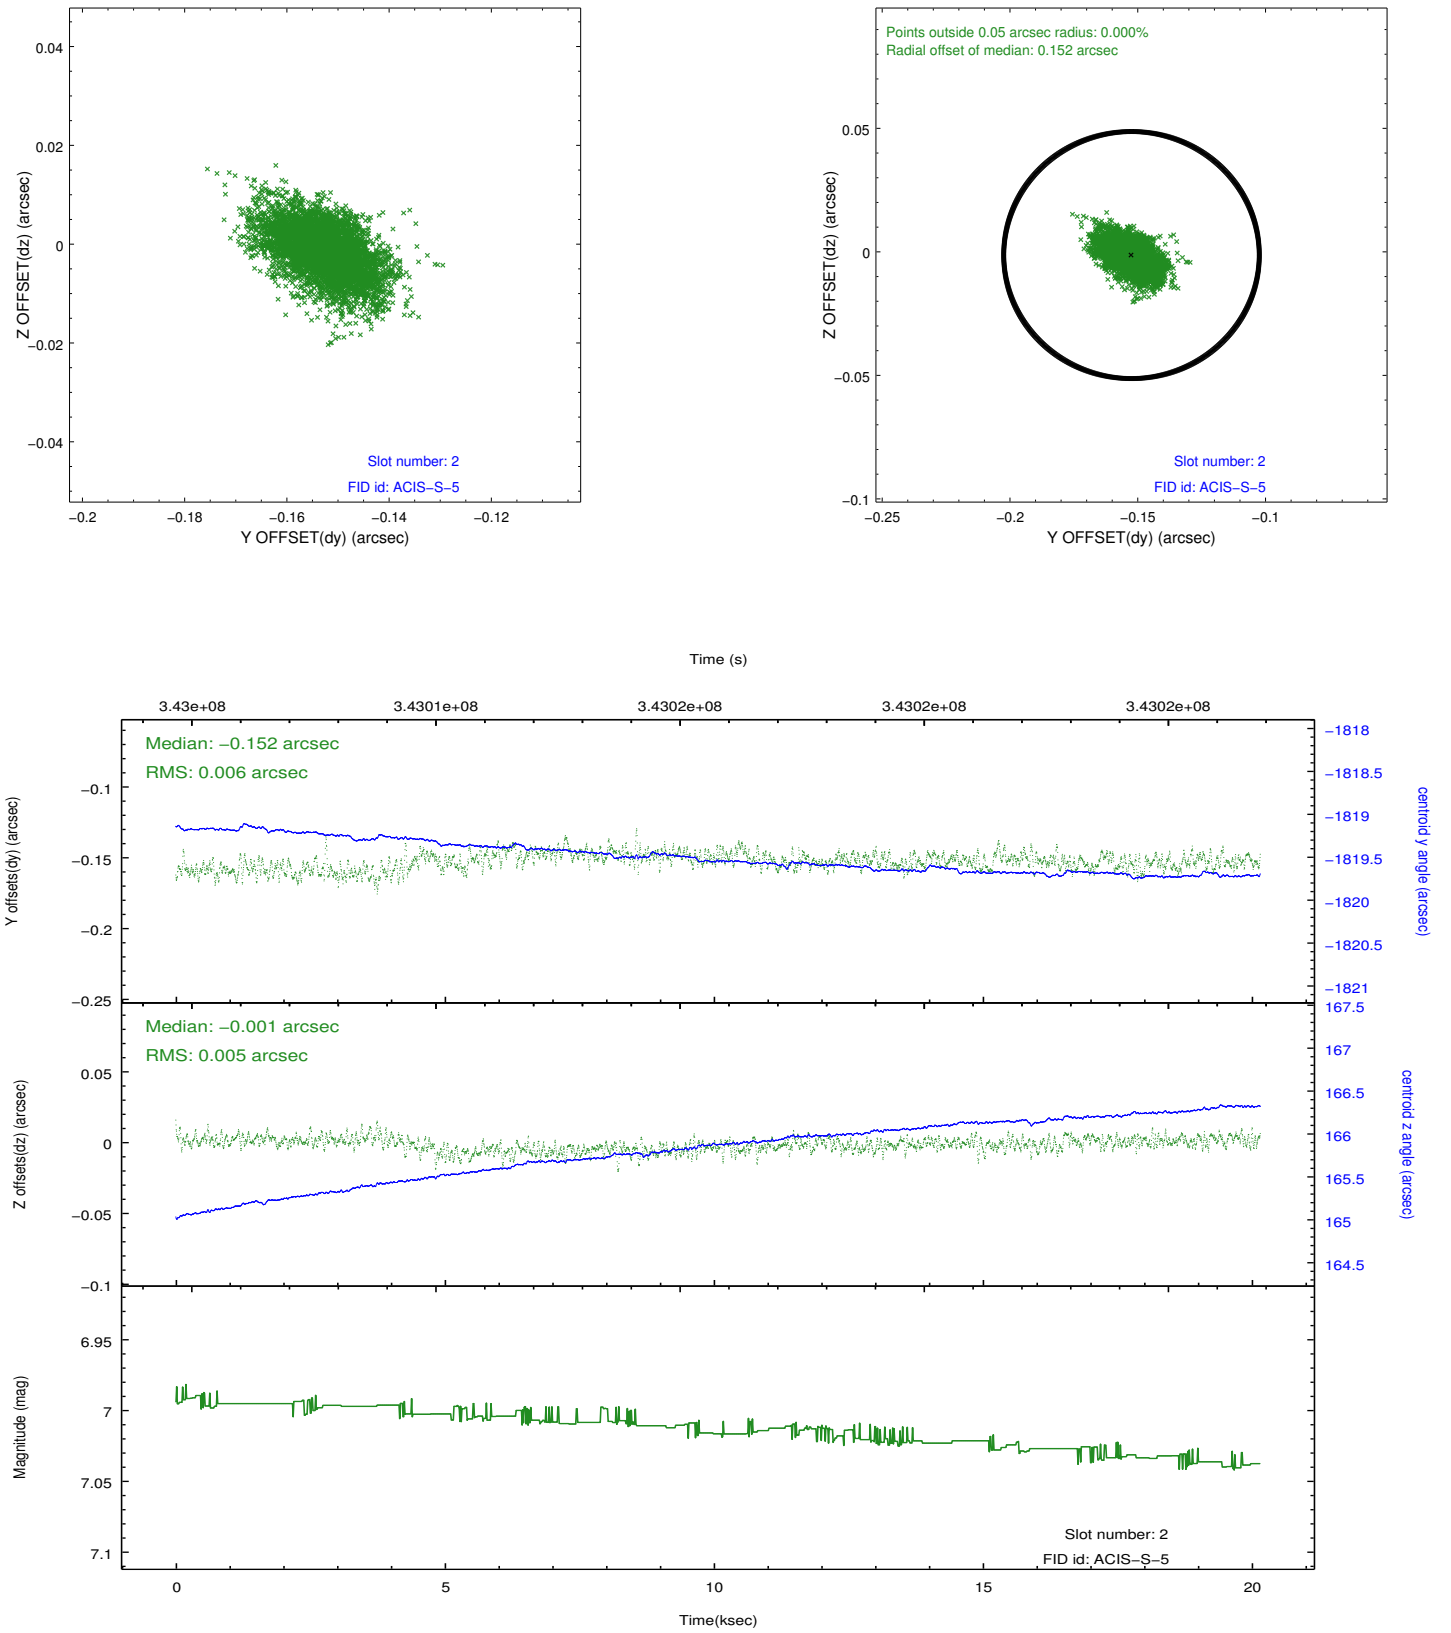 0.04
0.02
0
−0.02
−0.04
Z OFFSET(dz) (arcsec)
Slot number: 2
FID id: ACIS−S−5
−0.2
−0.18
−0.16
−0.14
−0.12
Y OFFSET(dy) (arcsec)
Points outside 0.05 arcsec radius: 0.000%
Radial offset of median: 0.152 arcsec
0.05
0
−0.05
−0.1
Z OFFSET(dz) (arcsec)
Slot number: 2
FID id: ACIS−S−5
−0.25
−0.2
−0.15
−0.1
Y OFFSET(dy) (arcsec)
Time (s)
3.43e+08
3.4301e+08
3.4302e+08
3.4302e+08
3.4302e+08
Median: −0.152 arcsec
RMS: 0.006 arcsec
−0.1
−0.15
−0.2
−0.25
Y offsets(dy) (arcsec)
−1818
−1818.5
−1819
−1819.5
−1820
−1820.5
−1821
centroid y angle (arcsec)
Median: −0.001 arcsec
RMS: 0.005 arcsec
0.05
0
−0.05
−0.1
Z offsets(dz) (arcsec)
167.5
167
166.5
166
165.5
165
164.5
centroid z angle (arcsec)
6.95
7
7.05
7.1
Magnitude (mag)
Slot number: 2
FID id: ACIS−S−5
0
5
10
15
20
Time(ksec)